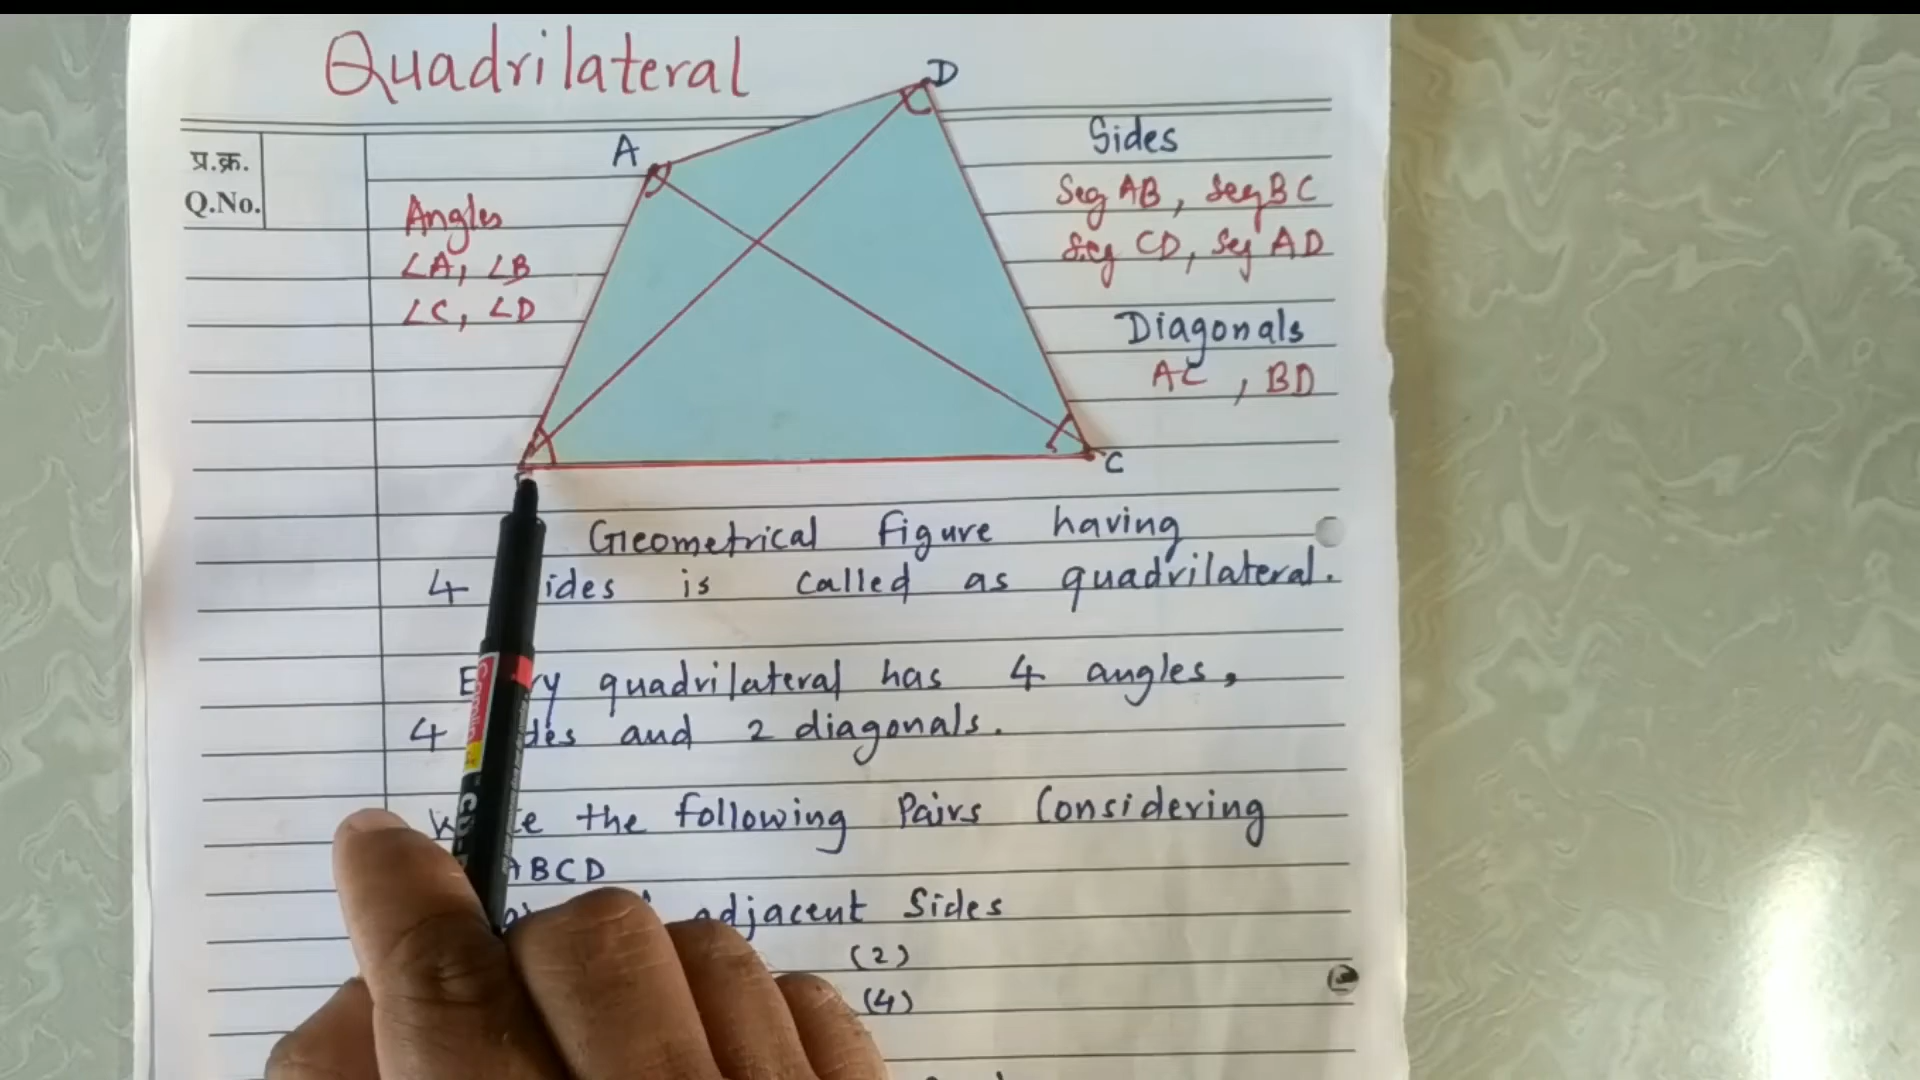 Quadrilateral
D
A
C
प्र.क्र.
Q.No.
Angles
∠A, ∠B
∠C, ∠D
Sides
Seg AB, Seg BC
Seg CD, Seg AD
Diagonals
AC, BD
Geometrical figure having
4 ides is called as quadrilateral.
quadrilateral has 4 angles,
4 and 2 diagonals.
the following Pairs Considering
ABCD
adjacent Sides
(2)
(4)